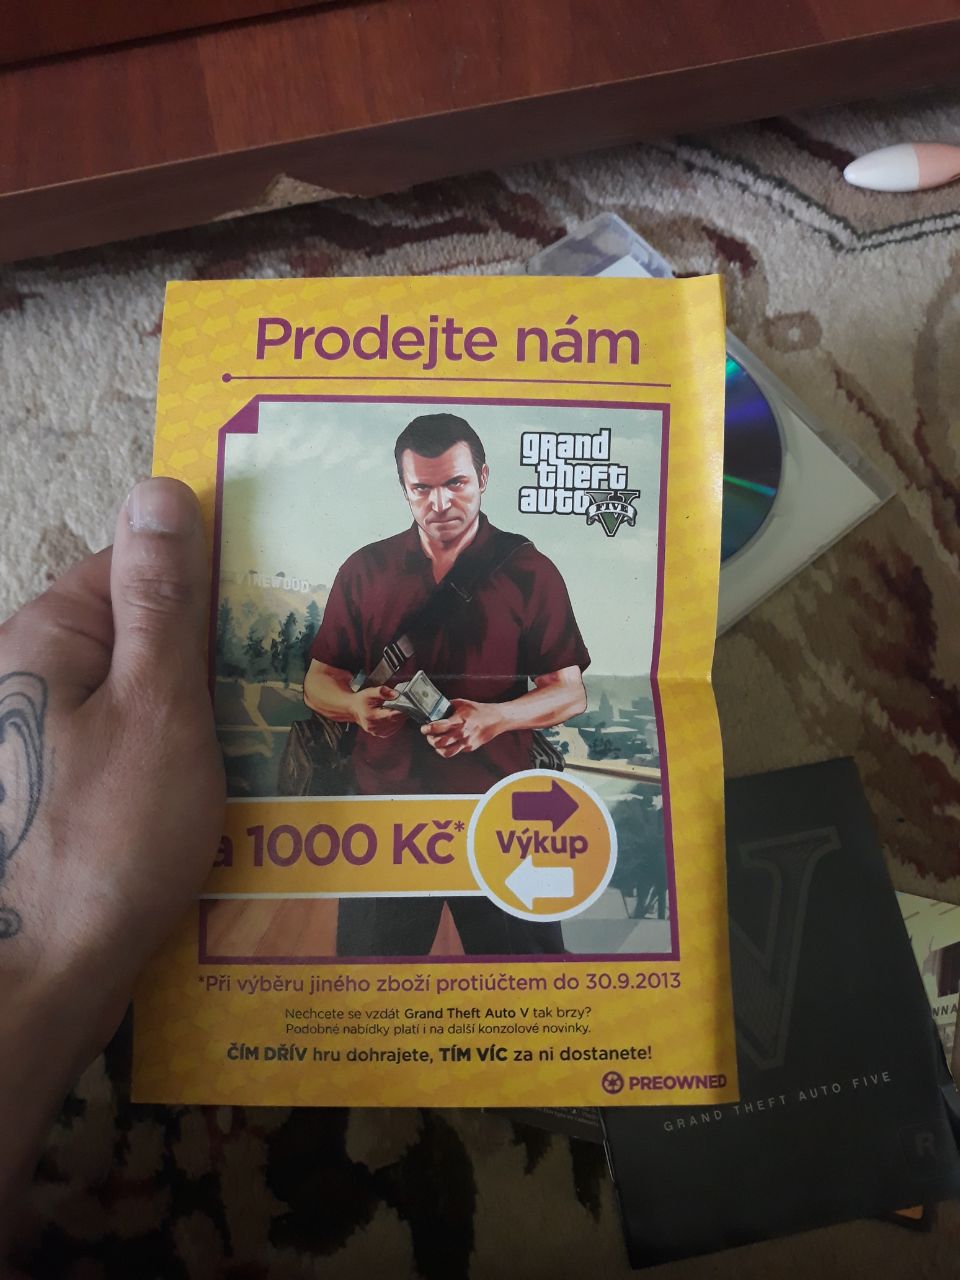 Prodejte nám
grand
theft
auto
FIVE
VINEWOOD
a 1000 Kč*
Výkup
*Při výběru jiného zboží protiúčtem do 30.9.2013
Nechcete se vzdát Grand Theft Auto V tak brzy?
Podobné nabídky platí i na další konzolové novinky.
ČÍM DŘÍV hru dohrajete, TÍM VÍC za ni dostanete!
PREOWNED
V
GRAND THEFT AUTO FIVE
R